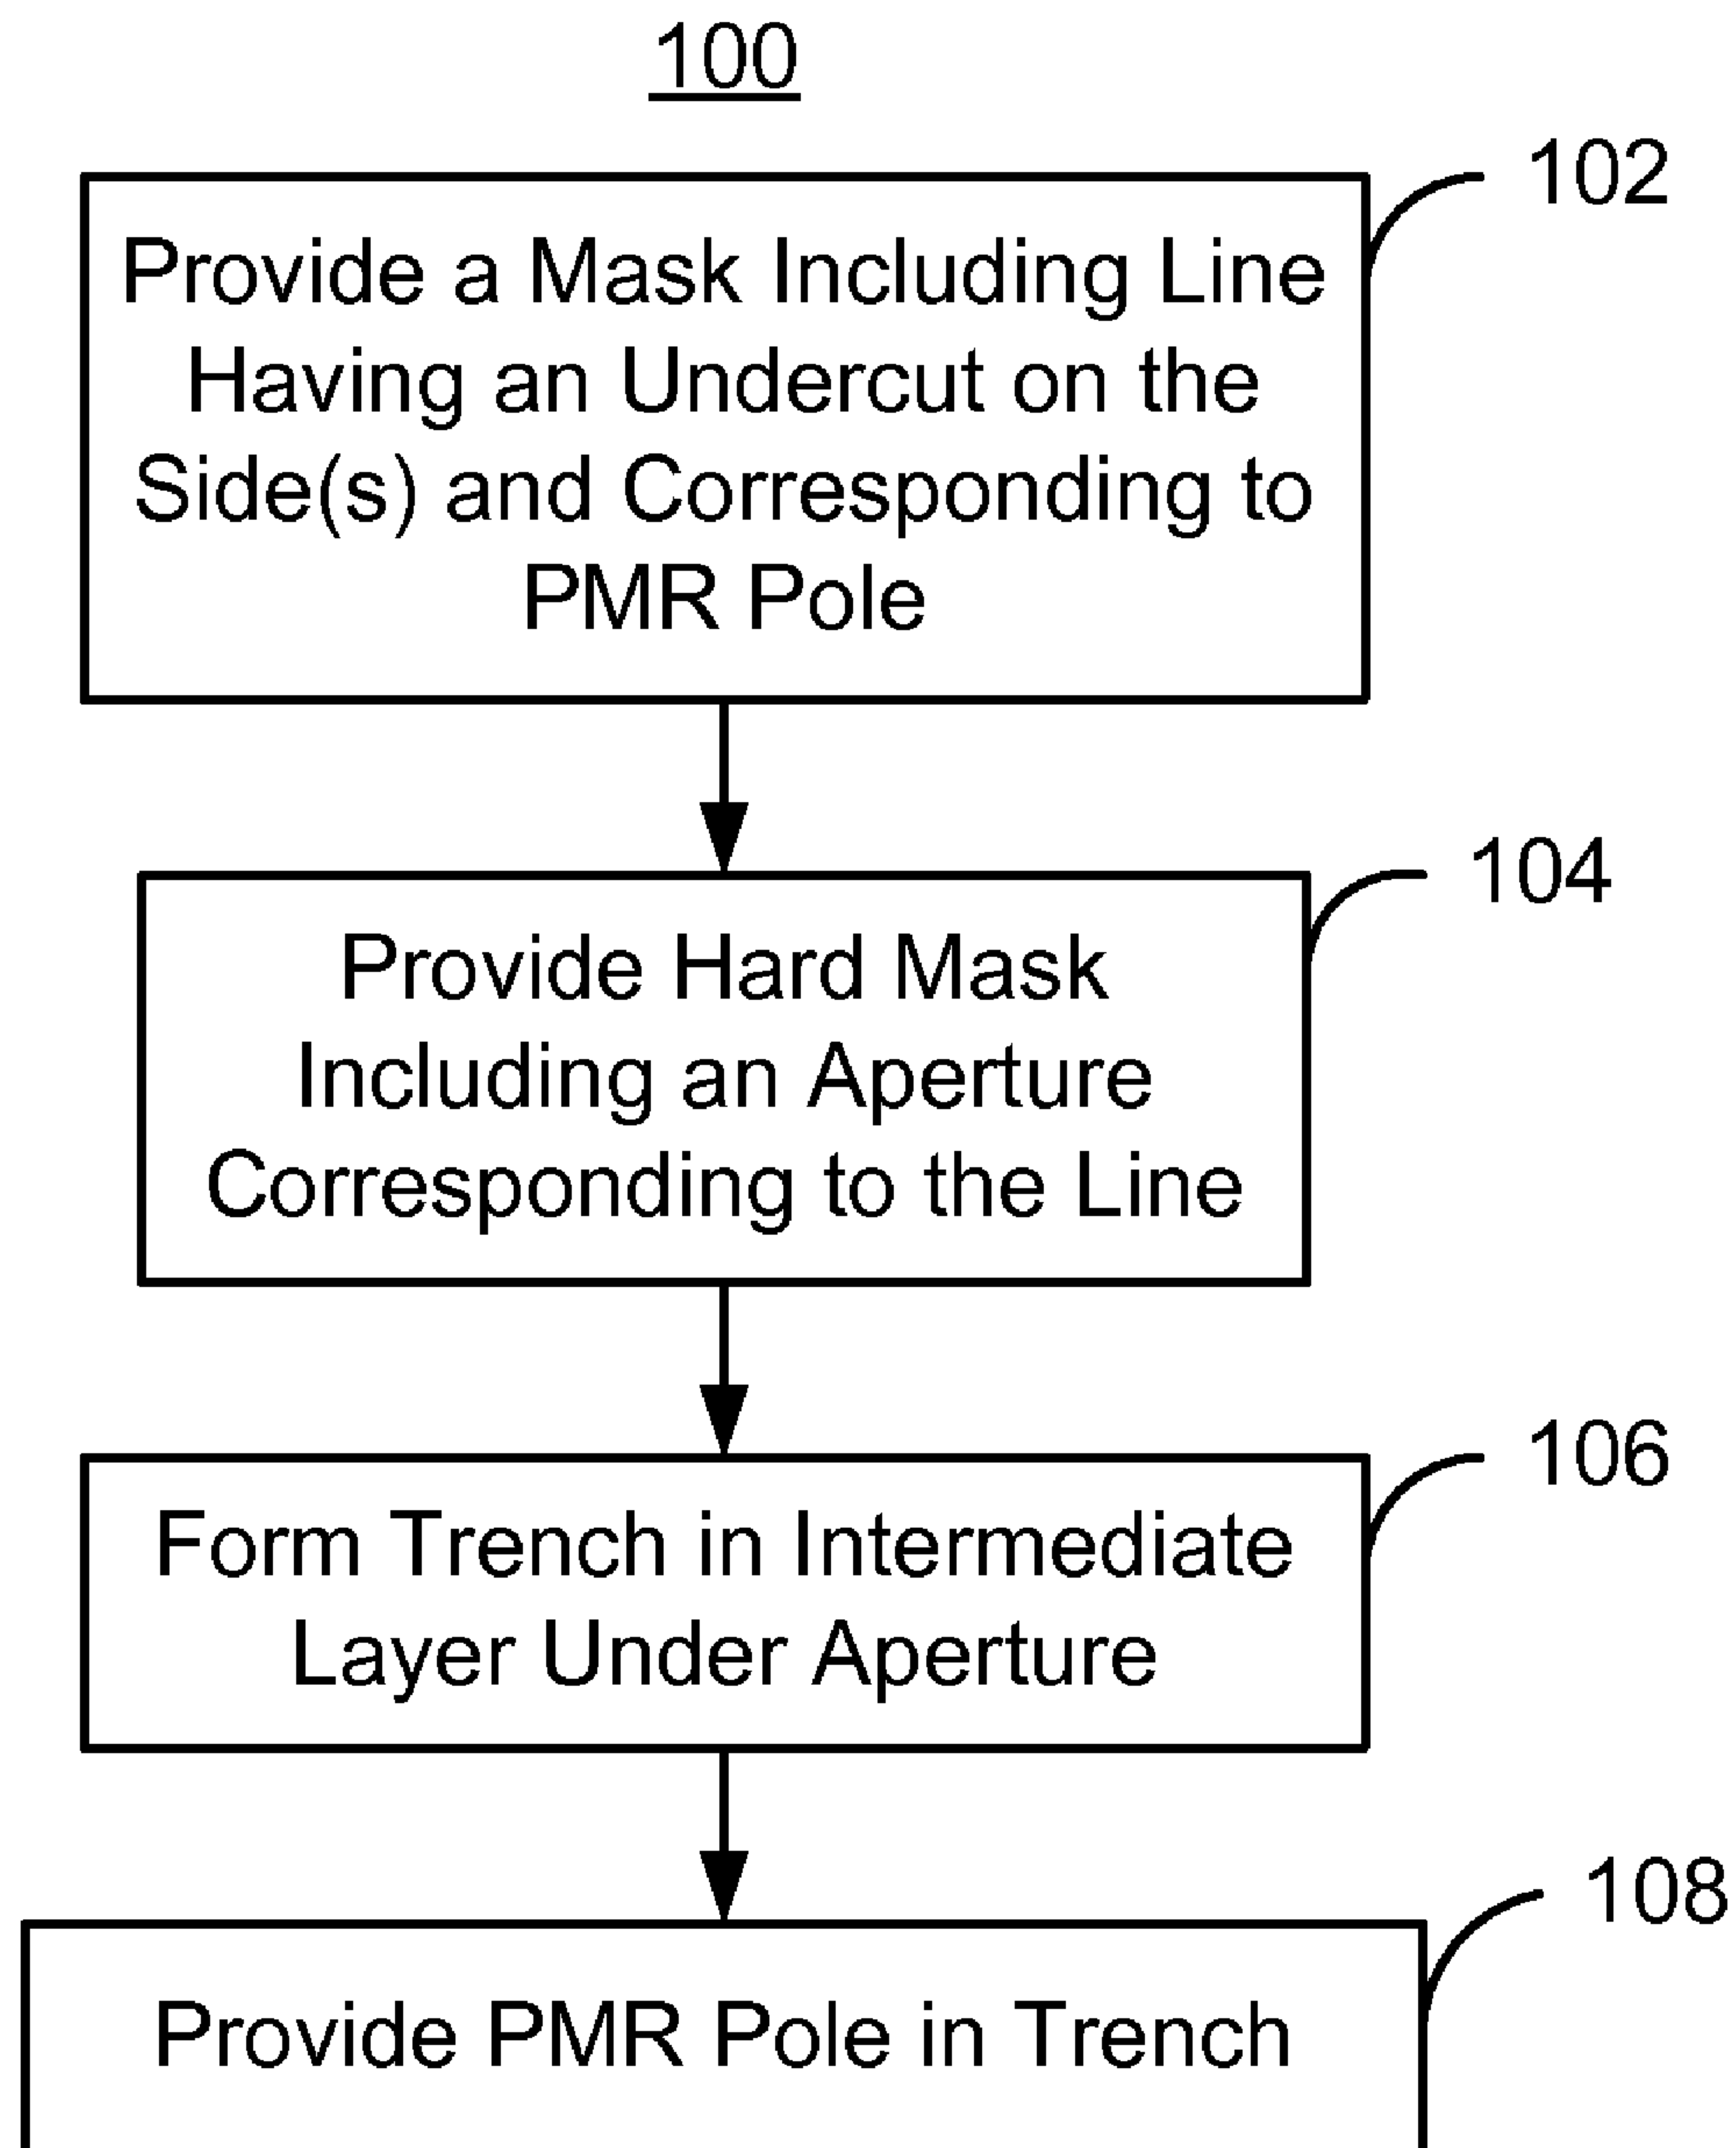 100
102
Provide a Mask Including Line
Having an Undercut on the
Side(s) and Corresponding to
PMR Pole
104
Provide Hard Mask
Including an Aperture
Corresponding to the Line
106
Form Trench in Intermediate
Layer Under Aperture
108
Provide PMR Pole in Trench